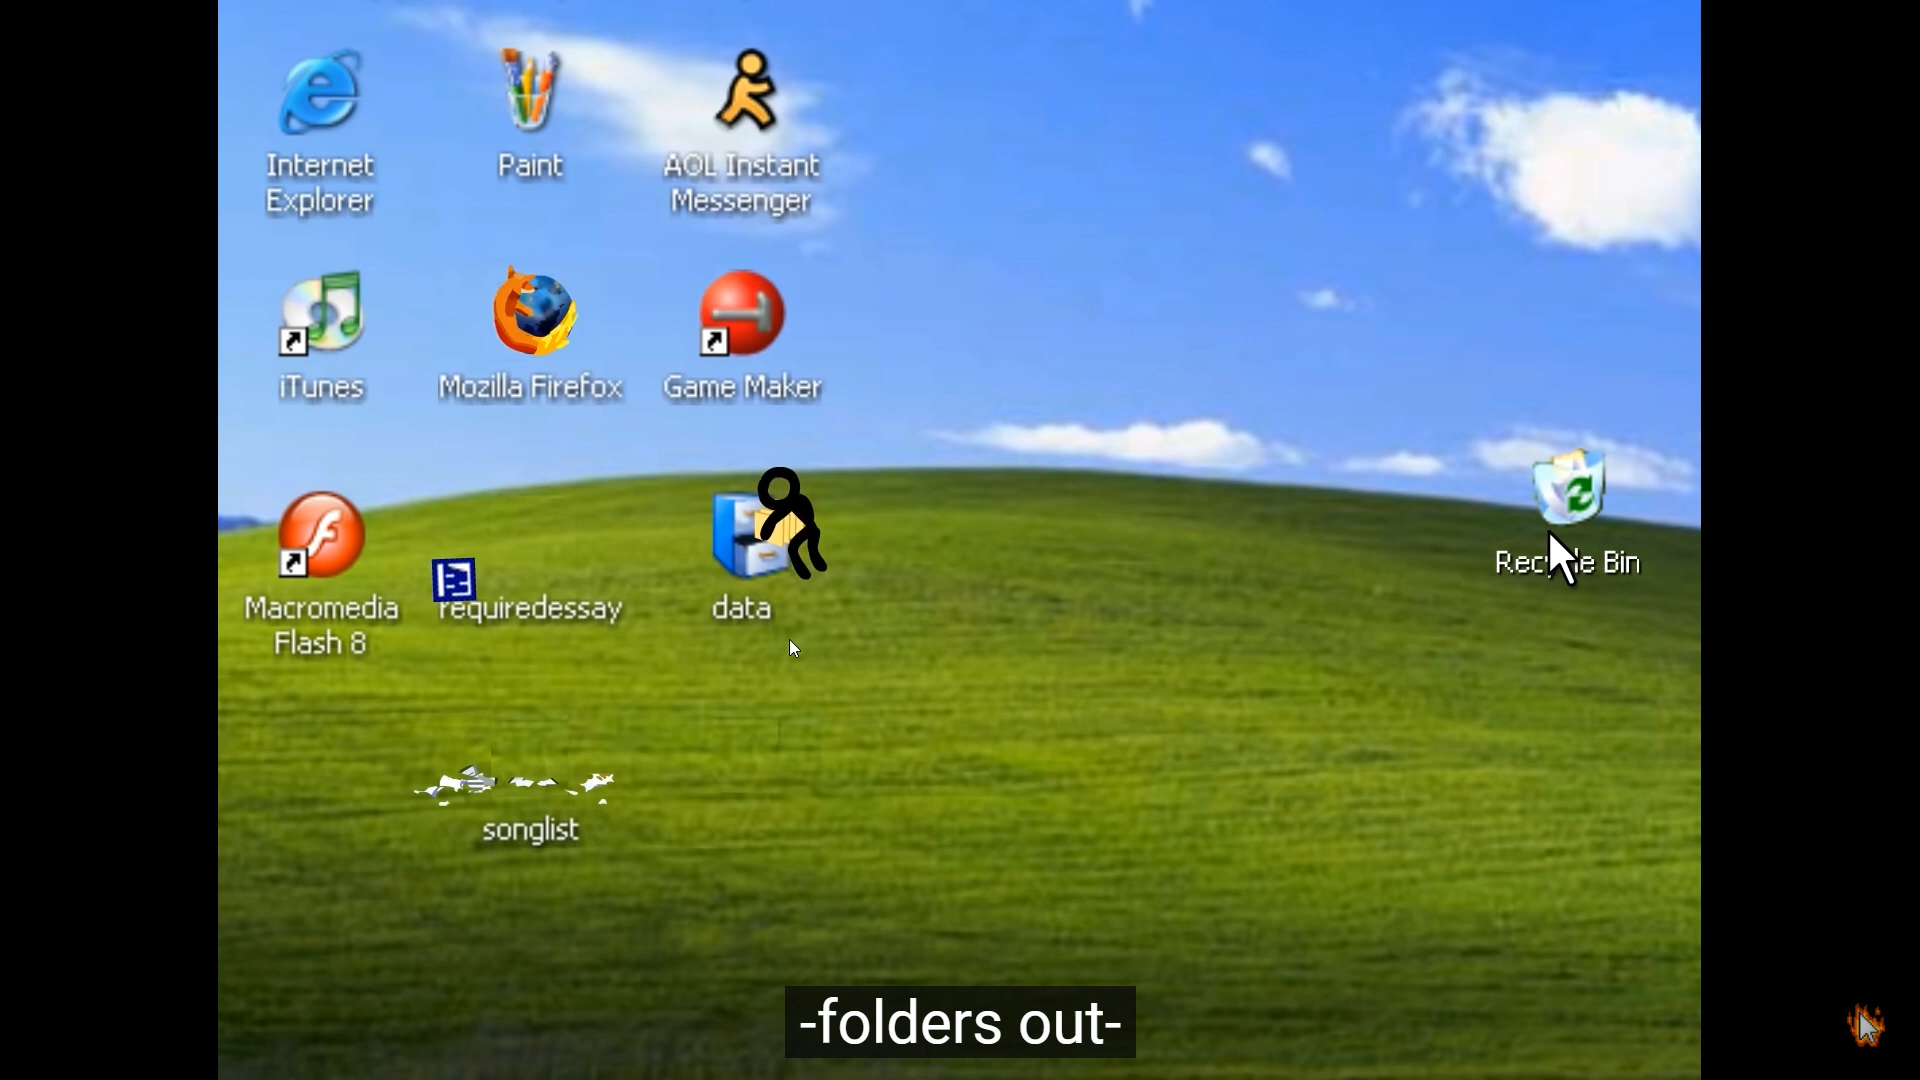 Internet
Explorer
Paint
AOL Instant
Messenger
iTunes
Mozilla Firefox
Game Maker
Macromedia
Flash 8
requiredessay
data
Recycle Bin
songlist
-folders out-